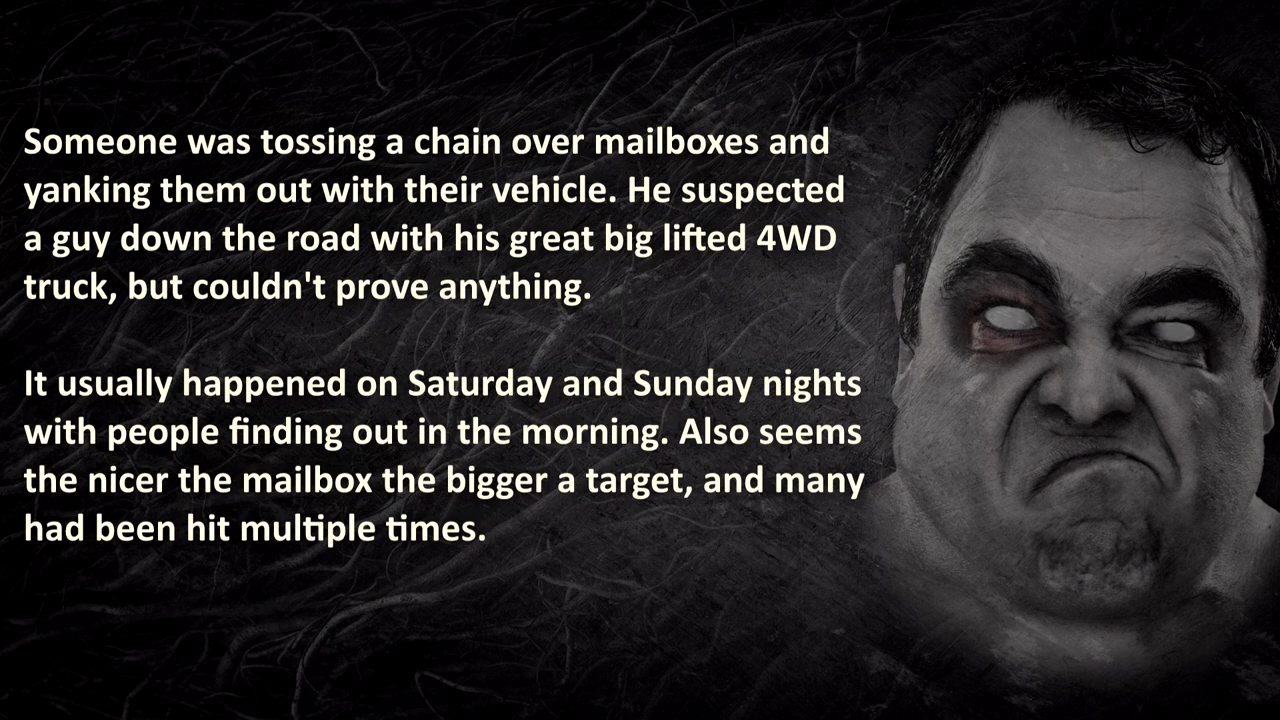 Someone was tossing a chain over mailboxes and
yanking them out with their vehicle. He suspected
a guy down the road with his great big lifted 4WD
truck, but couldn't prove anything.
It usually happened on Saturday and Sunday nights
with people finding out in the morning. Also seems
the nicer the mailbox the bigger a target, and many
had been hit multiple times.